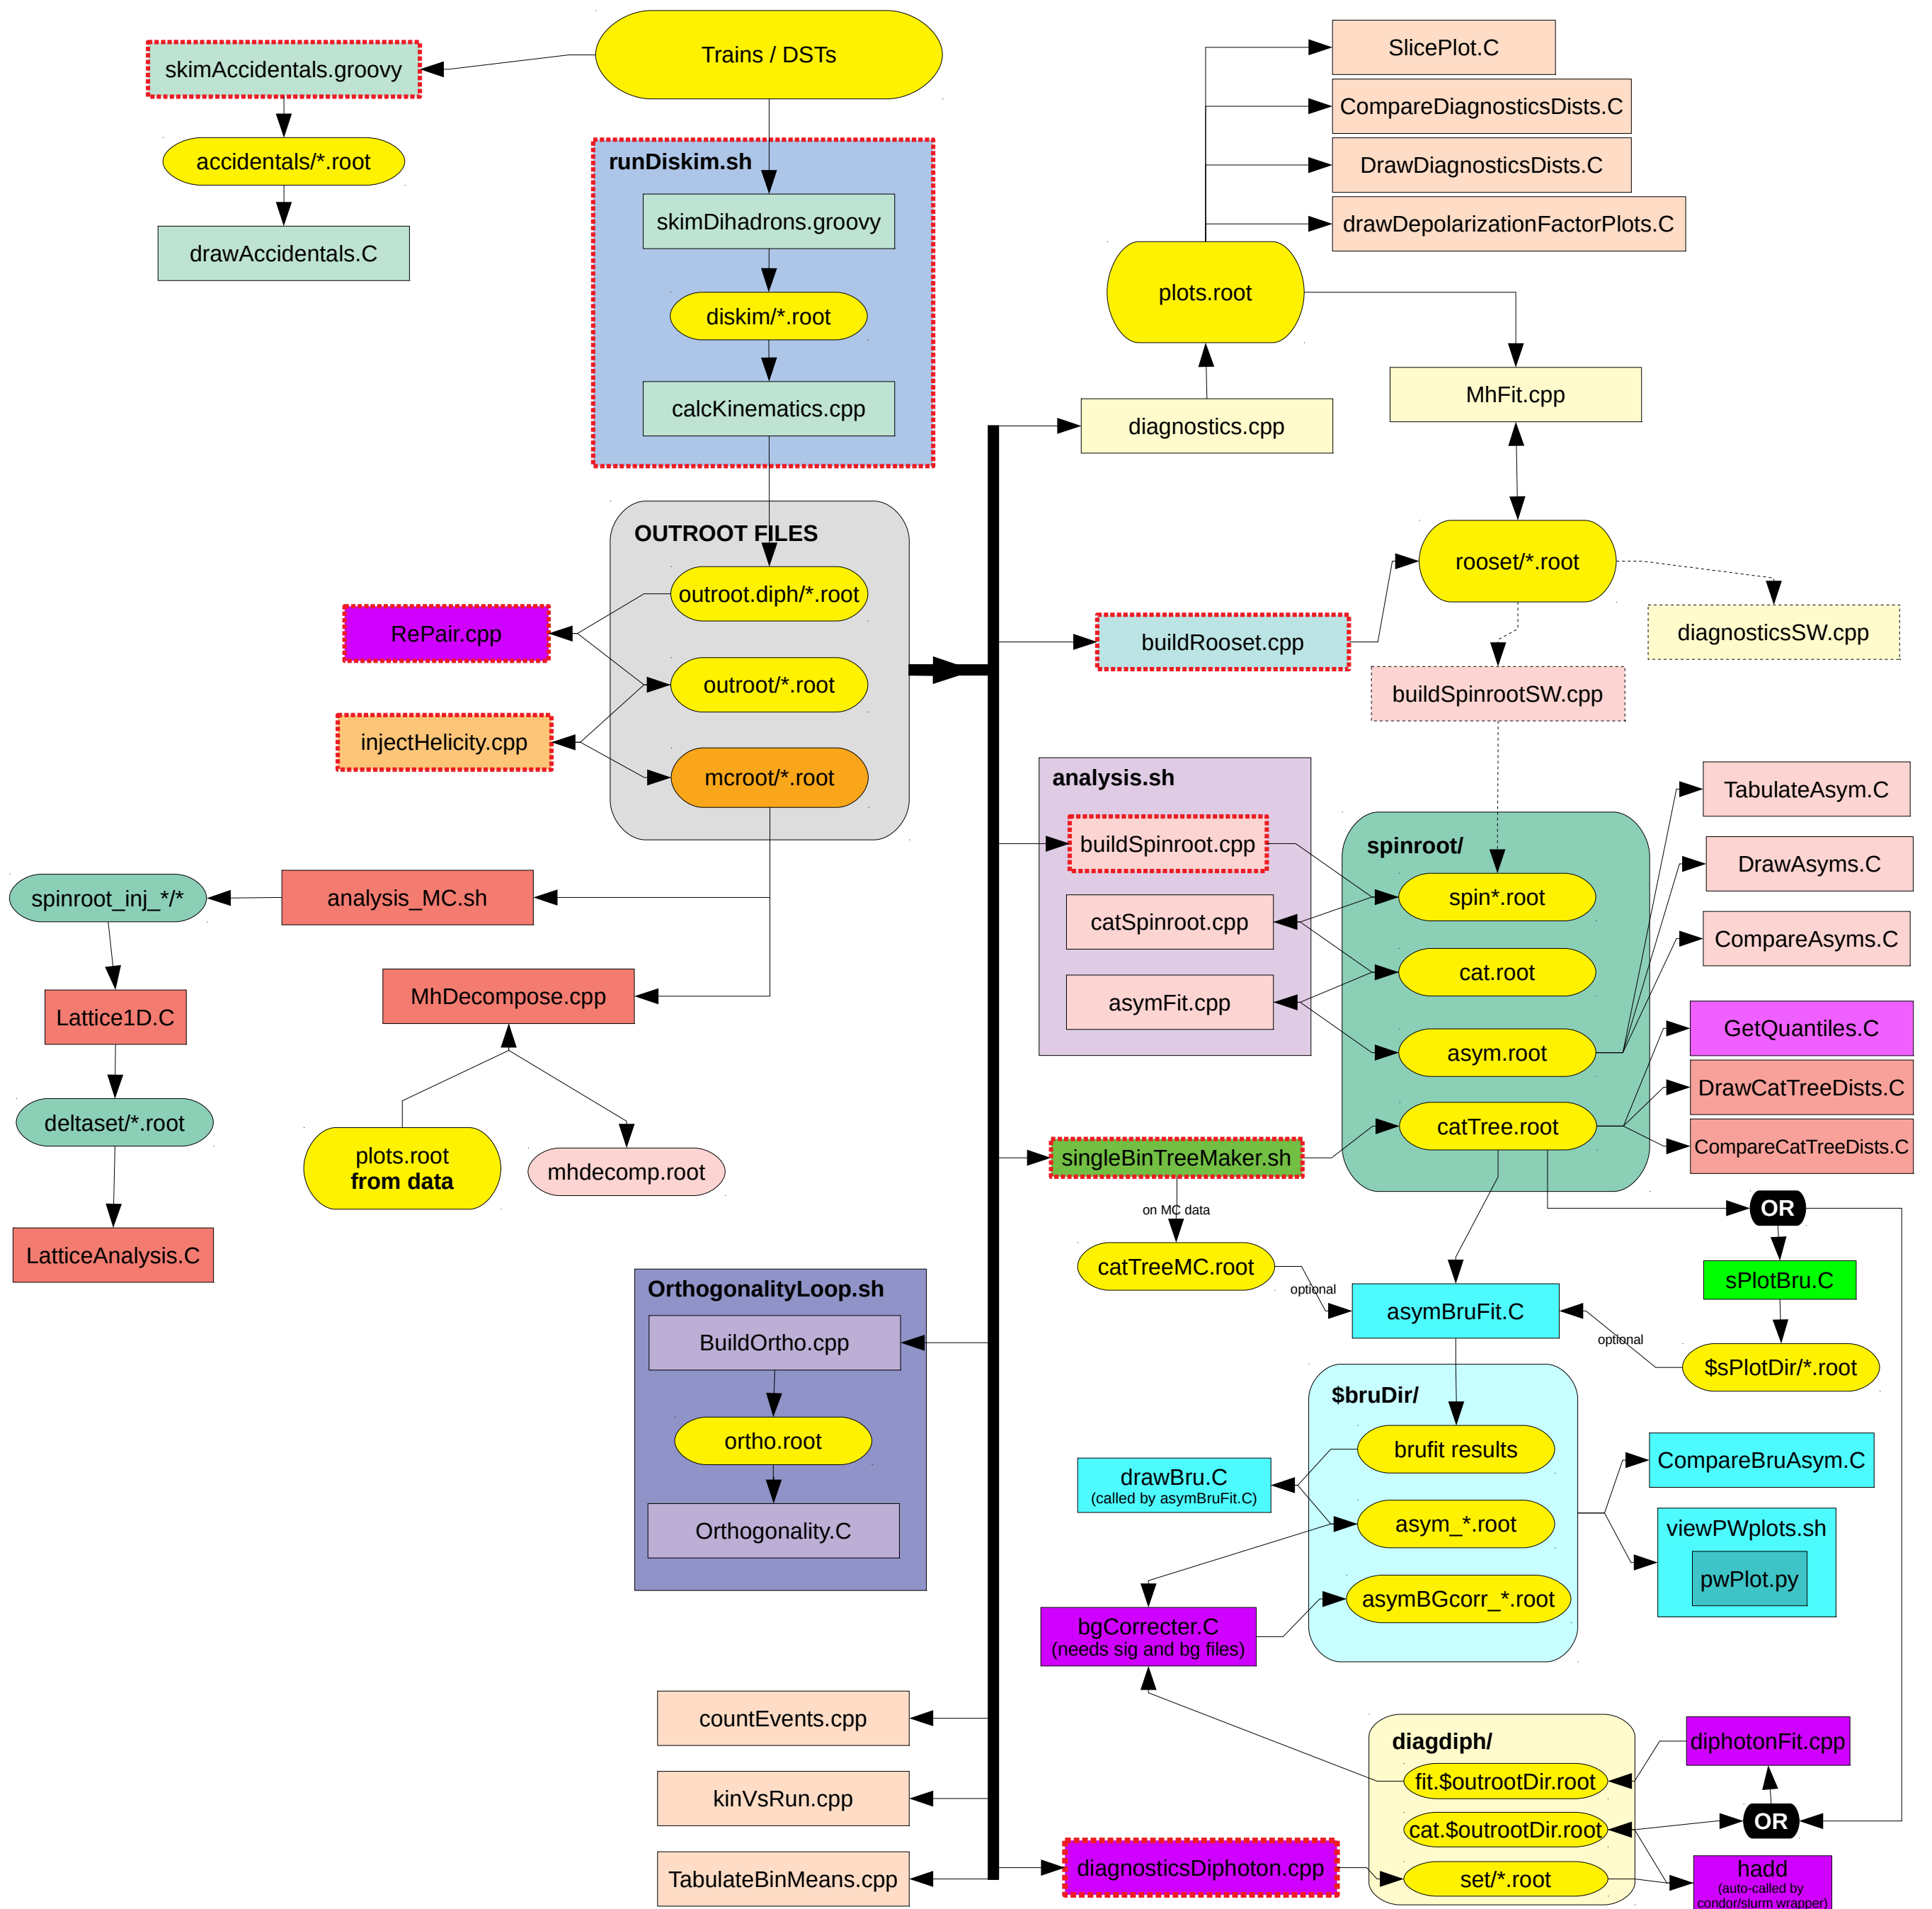 Trains / DSTs
skimAccidentals.groovy
accidentals/*.root
drawAccidentals.C
runDiskim.sh
skimDihadrons.groovy
diskim/*.root
calcKinematics.cpp
OUTROOT FILES
outroot.diph/*.root
outroot/*.root
mcroot/*.root
RePair.cpp
injectHelicity.cpp
analysis_MC.sh
spinroot_inj_*/*
Lattice1D.C
deltaset/*.root
LatticeAnalysis.C
MhDecompose.cpp
plots.root
from data
mhdecomp.root
OrthogonalityLoop.sh
BuildOrtho.cpp
ortho.root
Orthogonality.C
countEvents.cpp
kinVsRun.cpp
TabulateBinMeans.cpp
SlicePlot.C
CompareDiagnosticsDists.C
DrawDiagnosticsDists.C
drawDepolarizationFactorPlots.C
plots.root
MhFit.cpp
diagnostics.cpp
rooset/*.root
buildRooset.cpp
diagnosticsSW.cpp
buildSpinrootSW.cpp
analysis.sh
buildSpinroot.cpp
catSpinroot.cpp
asymFit.cpp
spinroot/
spin*.root
cat.root
asym.root
catTree.root
TabulateAsym.C
DrawAsyms.C
CompareAsyms.C
GetQuantiles.C
DrawCatTreeDists.C
CompareCatTreeDists.C
singleBinTreeMaker.sh
on MC data
catTreeMC.root
optional
asymBruFit.C
OR
sPlotBru.C
optional
$sPlotDir/*.root
$bruDir/
brufit results
asym_*.root
asymBGcorr_*.root
drawBru.C
(called by asymBruFit.C)
CompareBruAsym.C
viewPWplots.sh
pwPlot.py
bgCorrecter.C
(needs sig and bg files)
diagdiph/
fit.$outrootDir.root
cat.$outrootDir.root
set/*.root
diphotonFit.cpp
OR
diagnosticsDiphoton.cpp
hadd
(auto-called by
condor/slurm wrapper)